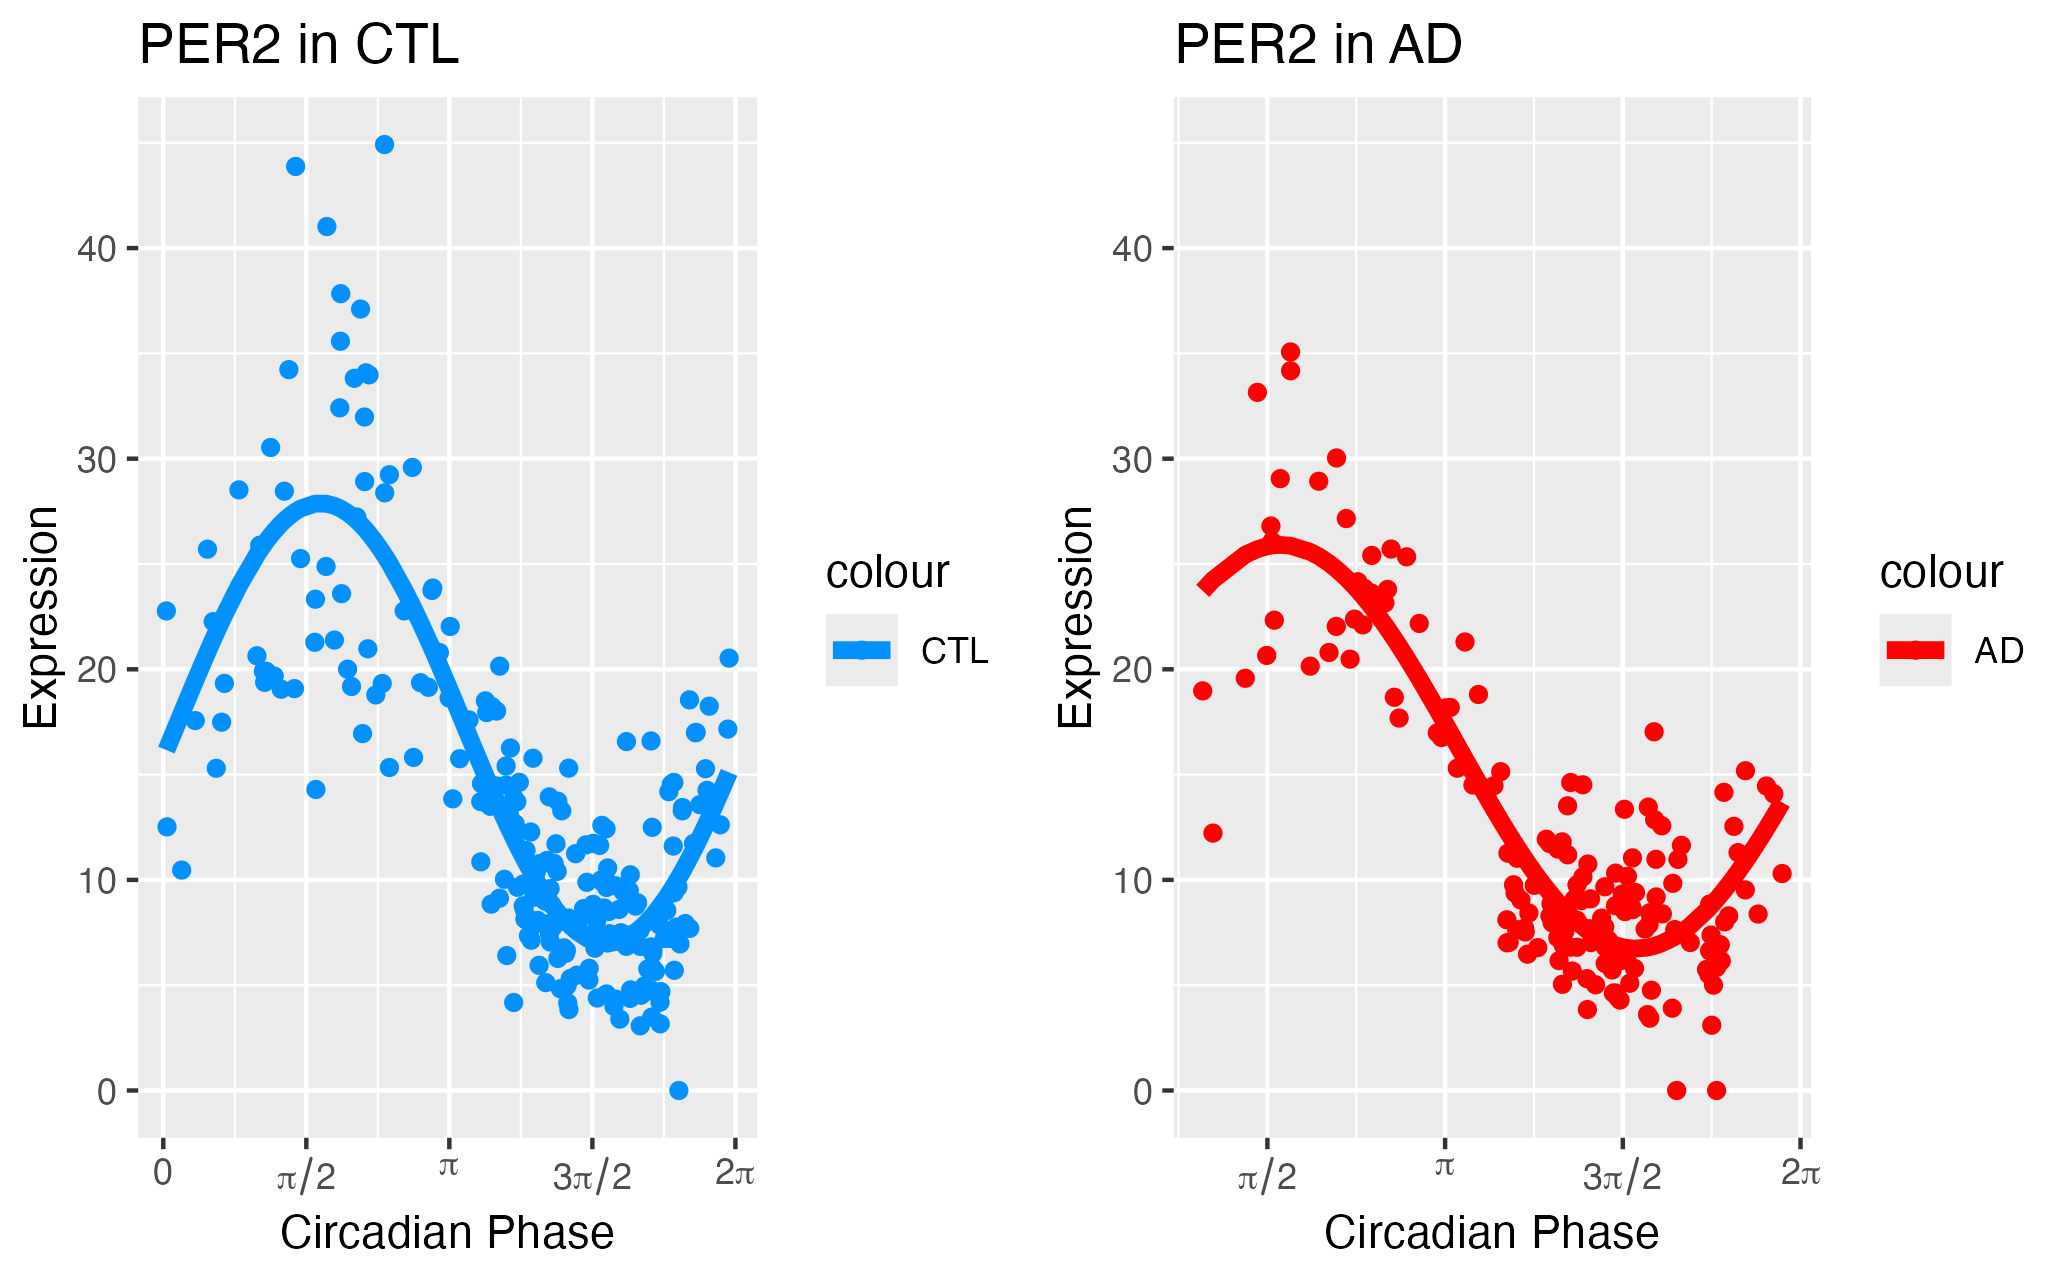 PER2 in CTL
Expression
40
30
20
10
0
0 π/2 π 3π/2 2π
Circadian Phase
colour
CTL
PER2 in AD
Expression
40
30
20
10
0
π/2 π 3π/2 2π
Circadian Phase
colour
AD